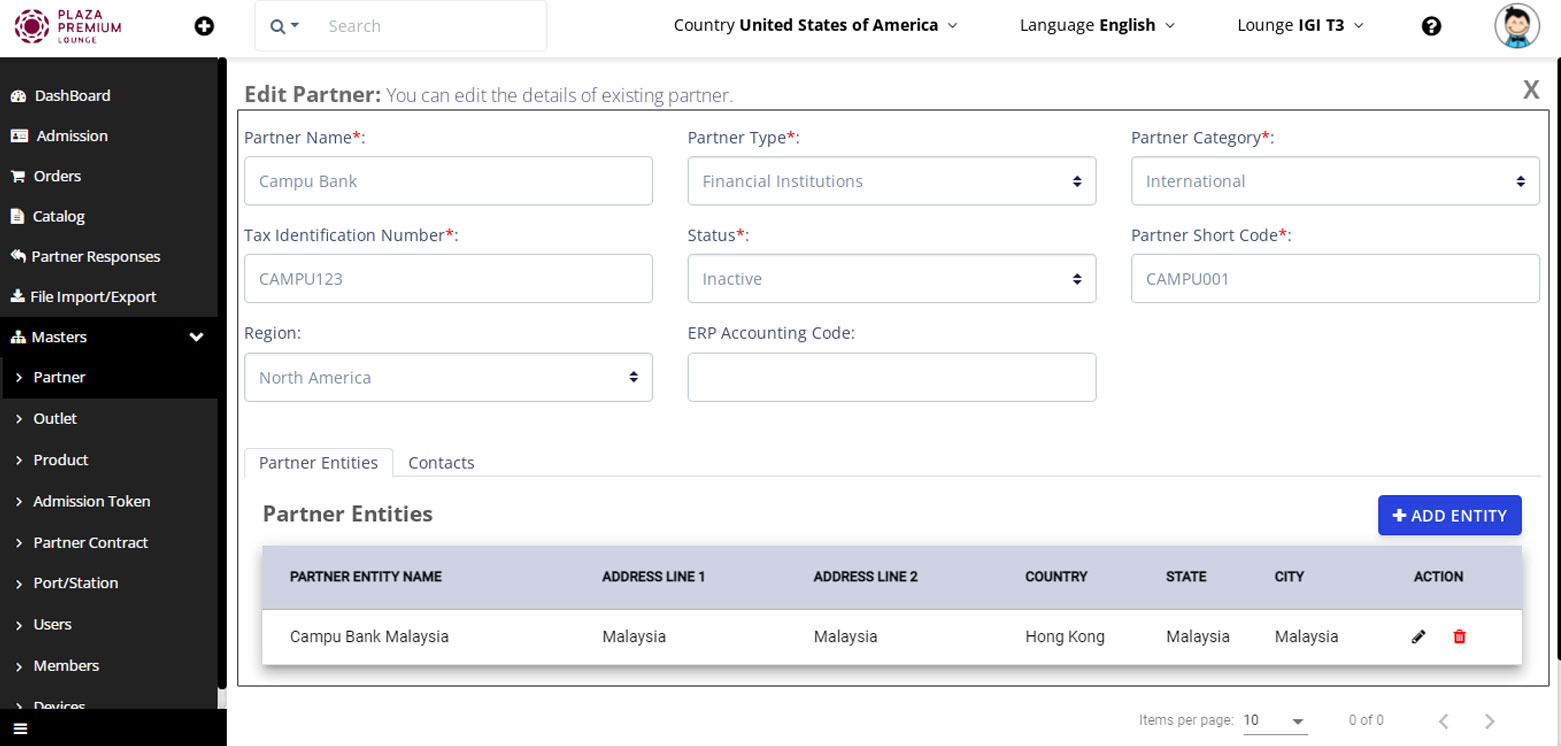 PLAZA
PREMIUM
LOUNGE
Search
Country United States of America
Language English
Lounge IGI T3
DashBoard
Admission
Orders
Catalog
Partner Responses
File Import/Export
Masters
Partner
Outlet
Product
Admission Token
Partner Contract
Port/Station
Users
Members
Devices
Edit Partner: You can edit the details of existing partner.
X
Partner Name*:
Partner Type*:
Partner Category*:
Campu Bank
Financial Institutions
International
Tax Identification Number*:
Status*:
Partner Short Code*:
CAMPU123
Inactive
CAMPU001
Region:
ERP Accounting Code:
North America
Partner Entities
Contacts
Partner Entities
+ ADD ENTITY
PARTNER ENTITY NAME ADDRESS LINE 1 ADDRESS LINE 2 COUNTRY STATE CITY ACTION
Campu Bank Malaysia Malaysia Malaysia Hong Kong Malaysia Malaysia
Items per page: 10 0 of 0